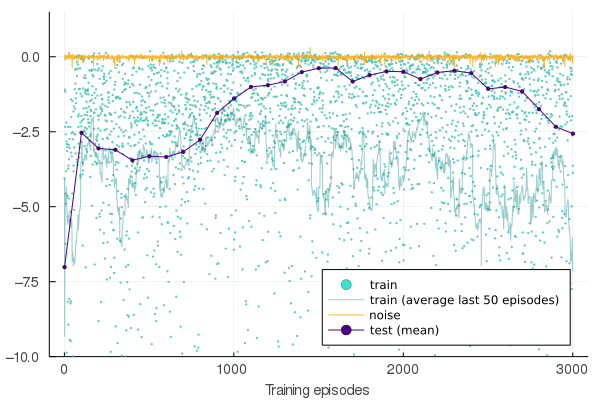 0.0
−2.5
−5.0
−7.5
−10.0
0
1000
2000
3000
Training episodes
train
train (average last 50 episodes)
noise
test (mean)